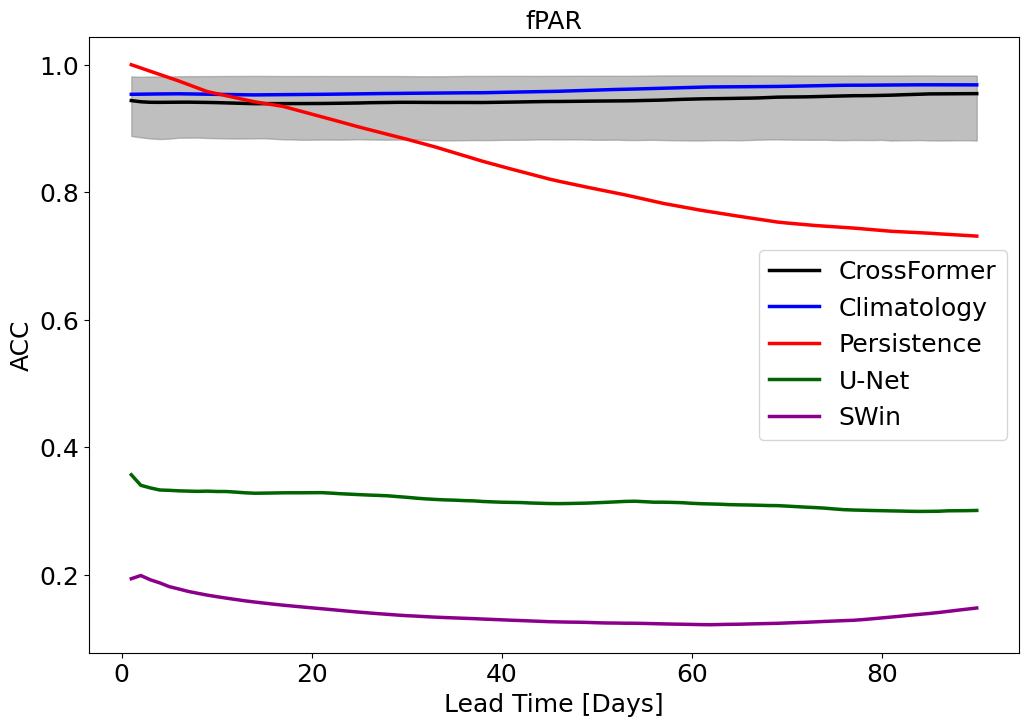 fPAR
1.0
0.8
0.6
0.4
0.2
ACC
CrossFormer
Climatology
Persistence
U-Net
SWin
0 20 40 60 80
Lead Time [Days]